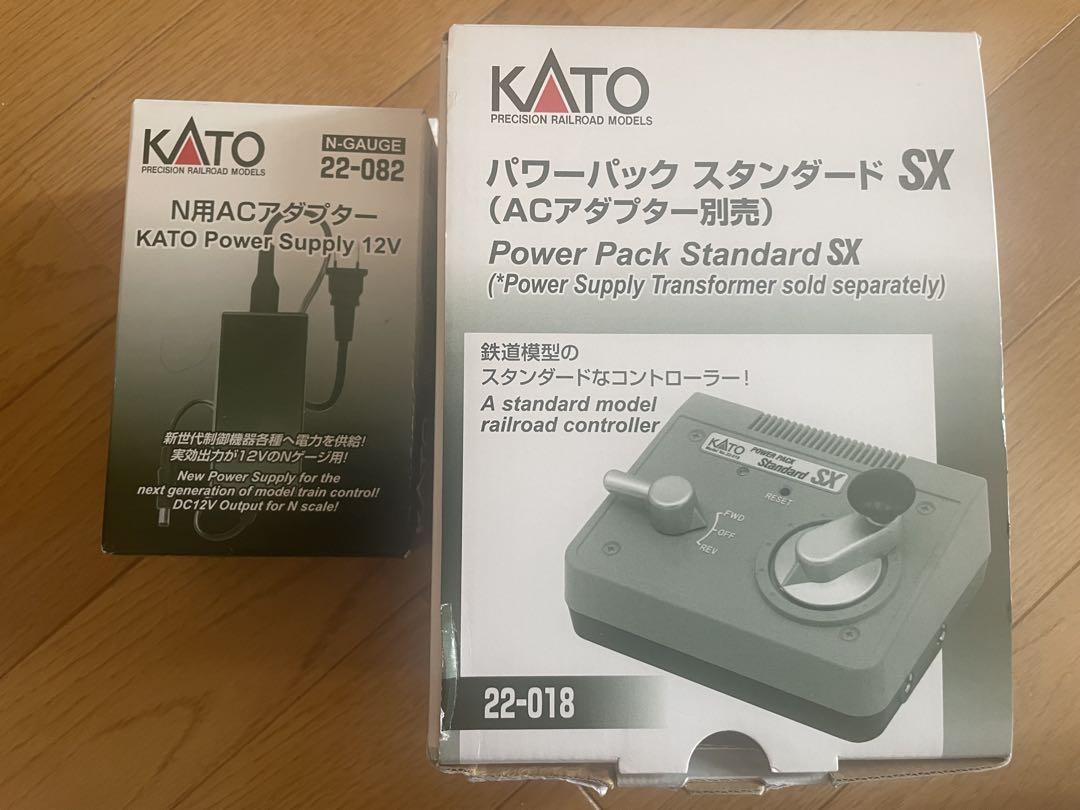 KATO
PRECISION RAILROAD MODELS
N-GAUGE
22-082
N用ACアダプター
KATO Power Supply 12V
新世代制御機器各種へ電力を供給!
実効出力が12VのNゲージ用!
New Power Supply for the
next generation of model train control!
DC12V Output for N scale!
KATO
PRECISION RAILROAD MODELS
パワーパック スタンダード SX
(ACアダプター別売)
Power Pack Standard SX
(*Power Supply Transformer sold separately)
鉄道模型の
スタンダードなコントローラー!
A standard model
railroad controller
KATO
POWER PACK
Standard SX
RESET
FWD
OFF
REV
22-018